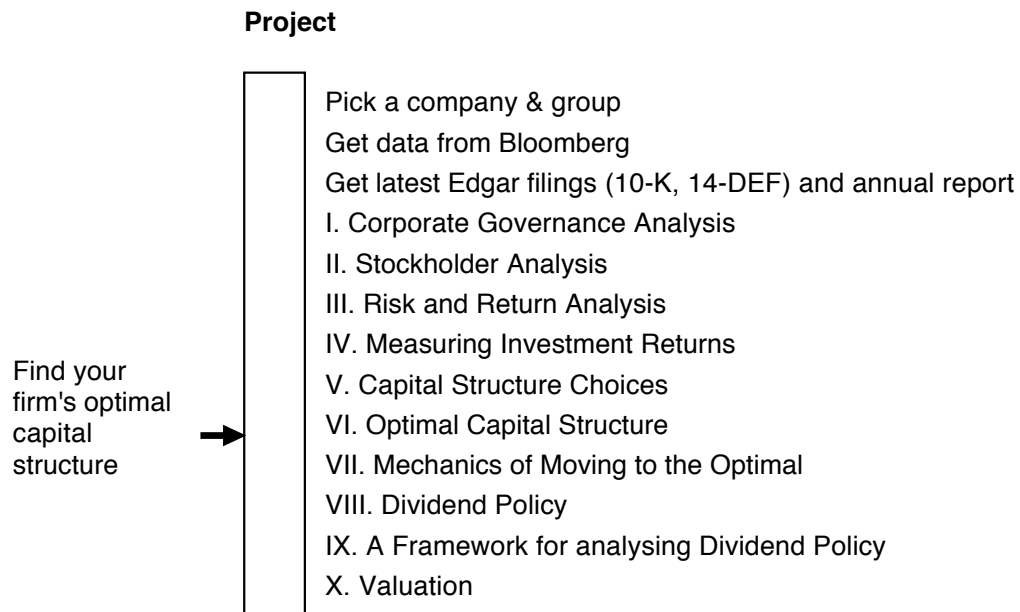 Project
Pick a company & group
Get data from Bloomberg
Get latest Edgar filings (10-K, 14-DEF) and annual report
I. Corporate Governance Analysis
II. Stockholder Analysis
III. Risk and Return Analysis
IV. Measuring Investment Returns
V. Capital Structure Choices
VI. Optimal Capital Structure
VII. Mechanics of Moving to the Optimal
VIII. Dividend Policy
IX. A Framework for analysing Dividend Policy
X. Valuation
Find your
firm's optimal
capital
structure